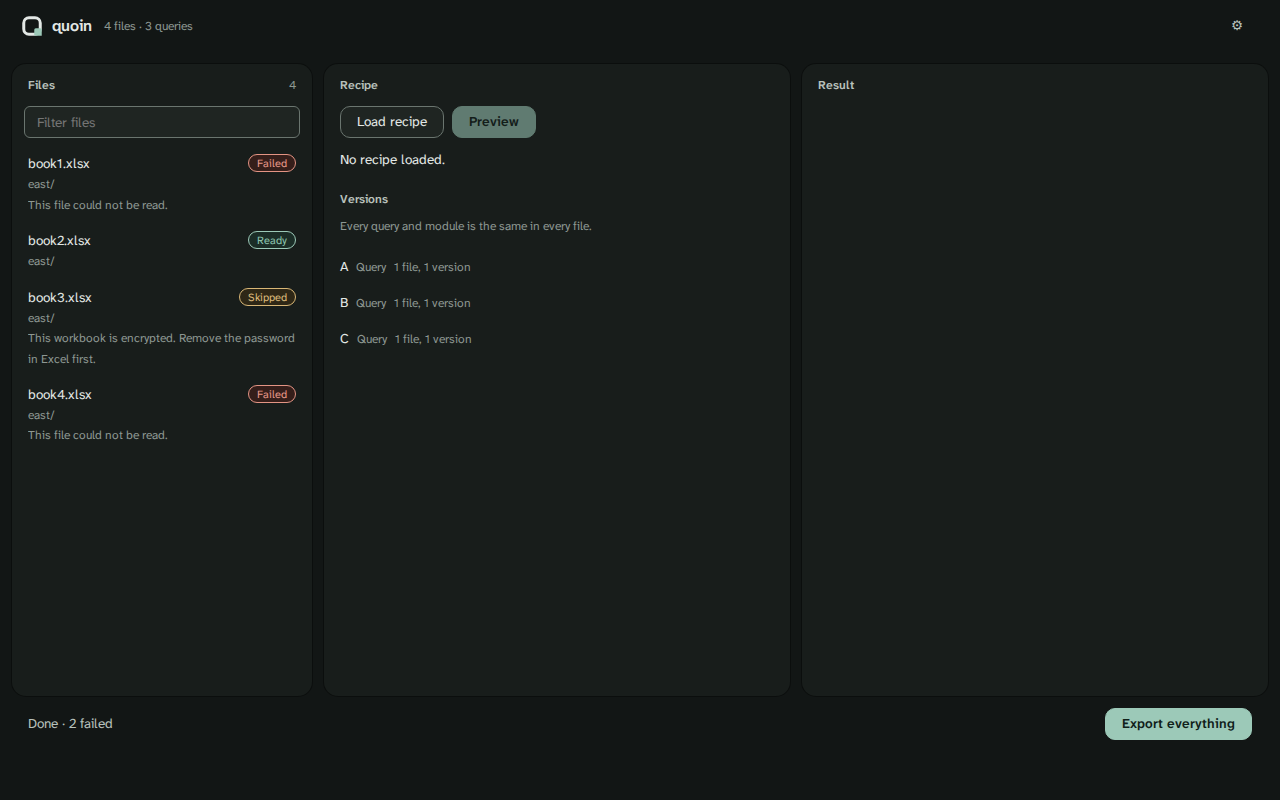 quoin 4 files · 3 queries
Files 4
Filter files
book1.xlsx Failed
east/
This file could not be read.
book2.xlsx Ready
east/
book3.xlsx Skipped
east/
This workbook is encrypted. Remove the password
in Excel first.
book4.xlsx Failed
east/
This file could not be read.
Recipe
Load recipe Preview
No recipe loaded.
Versions
Every query and module is the same in every file.
A Query 1 file, 1 version
B Query 1 file, 1 version
C Query 1 file, 1 version
Result
Done · 2 failed
Export everything